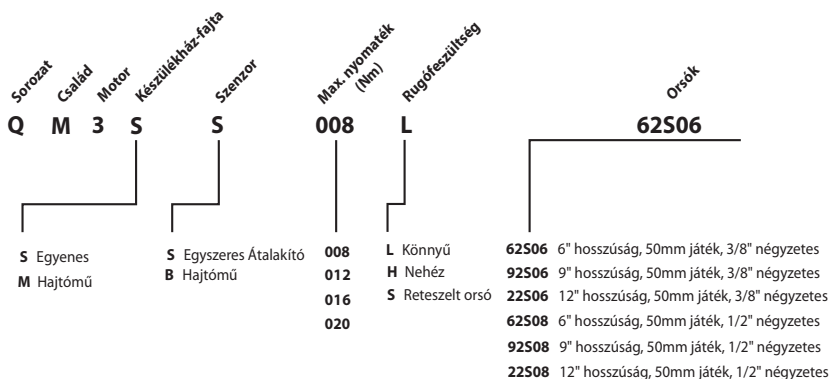 Sorozat
Család
Motor
Készülékház-fajta
Szenzor
Max. nyomaték
(Nm)
Rugófeszültség
Orsók
Q M 3 S S 008 L 62S06
S Egyenes
M Hajtómű
S Egyszeres Átalakító
B Hajtómű
008
012
016
020
L Könnyű
H Nehéz
S Reteszelt orsó
62S06 6" hosszúság, 50mm játék, 3/8" négyzetes
92S06 9" hosszúság, 50mm játék, 3/8" négyzetes
22S06 12" hosszúság, 50mm játék, 3/8" négyzetes
62S08 6" hosszúság, 50mm játék, 1/2" négyzetes
92S08 9" hosszúság, 50mm játék, 1/2" négyzetes
22S08 12" hosszúság, 50mm játék, 1/2" négyzetes